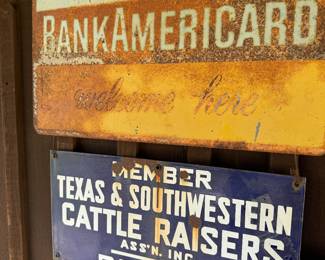 BANKAMERICARD
welcome here
MEMBER
TEXAS & SOUTHWESTERN
CATTLE RAISERS
ASS'N. INC.